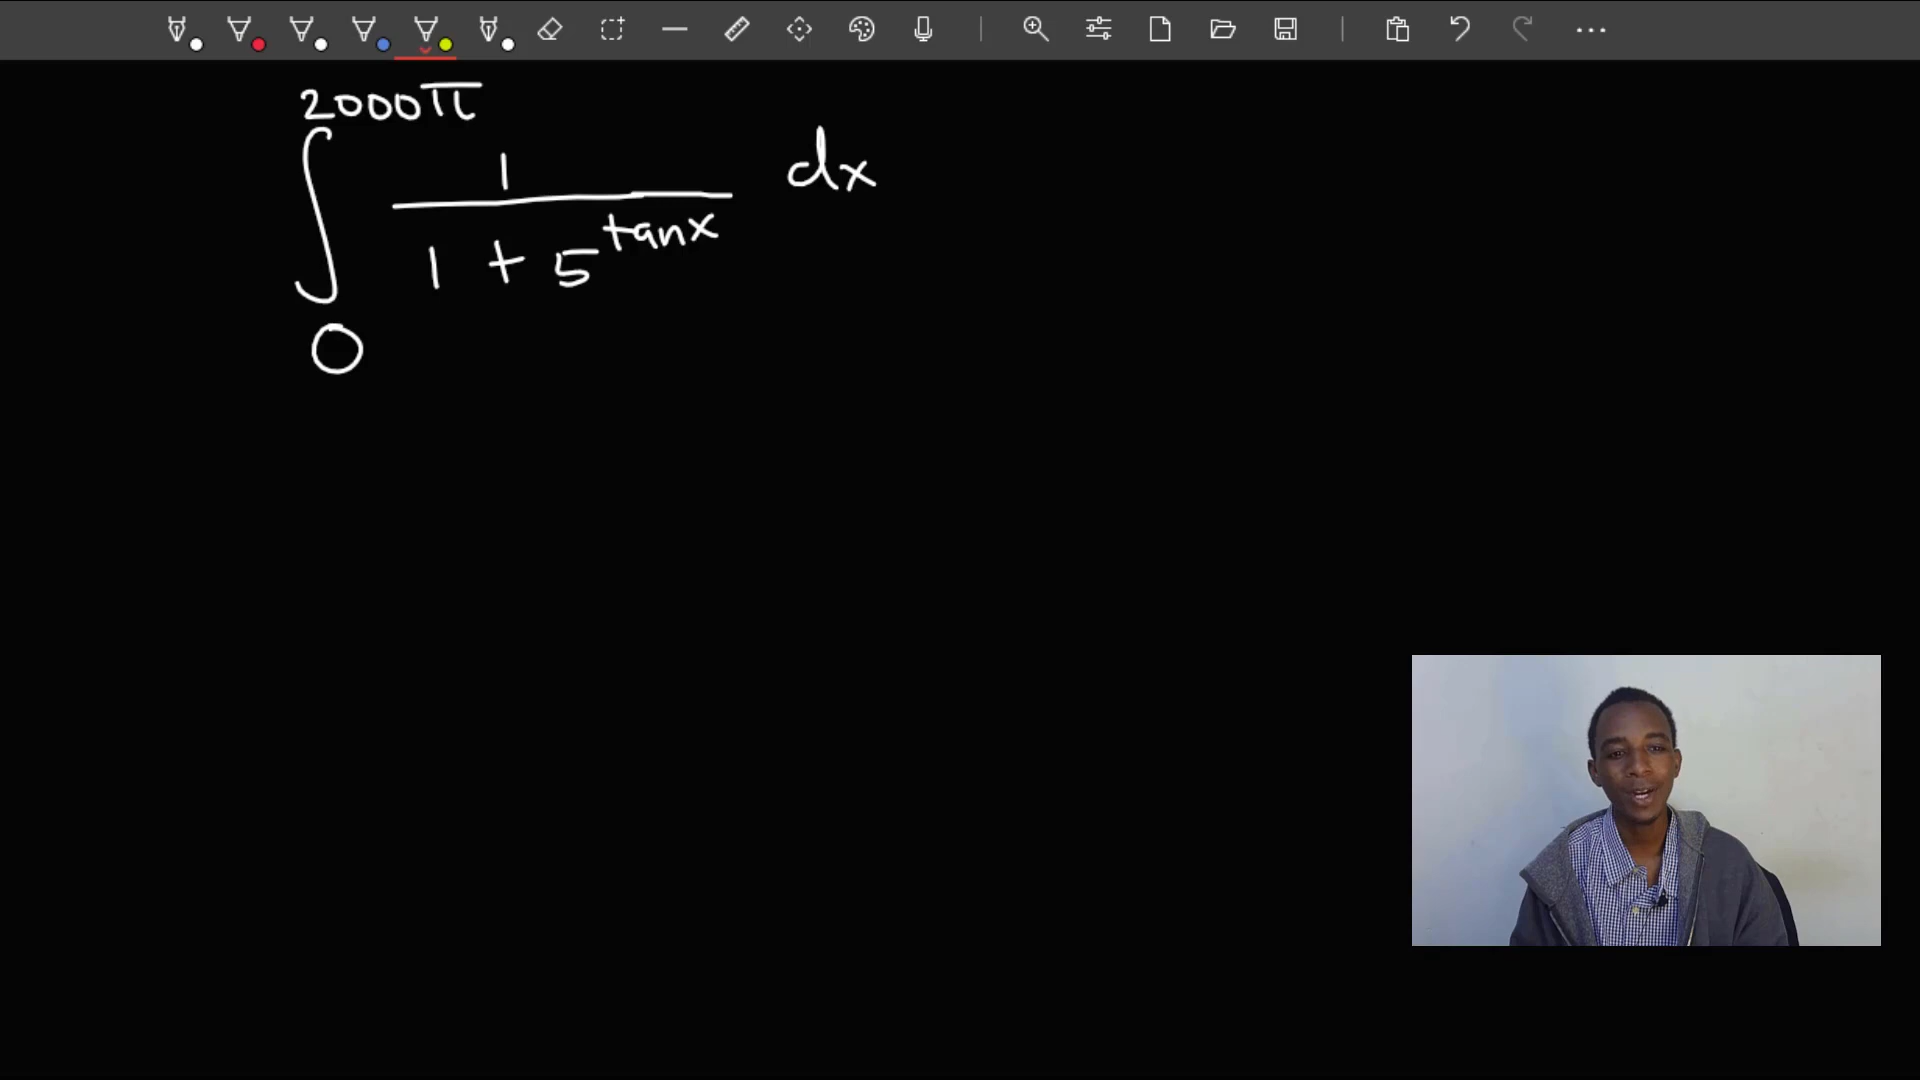 2000π
∫ 1 / (1 + 5^tanx) dx
0